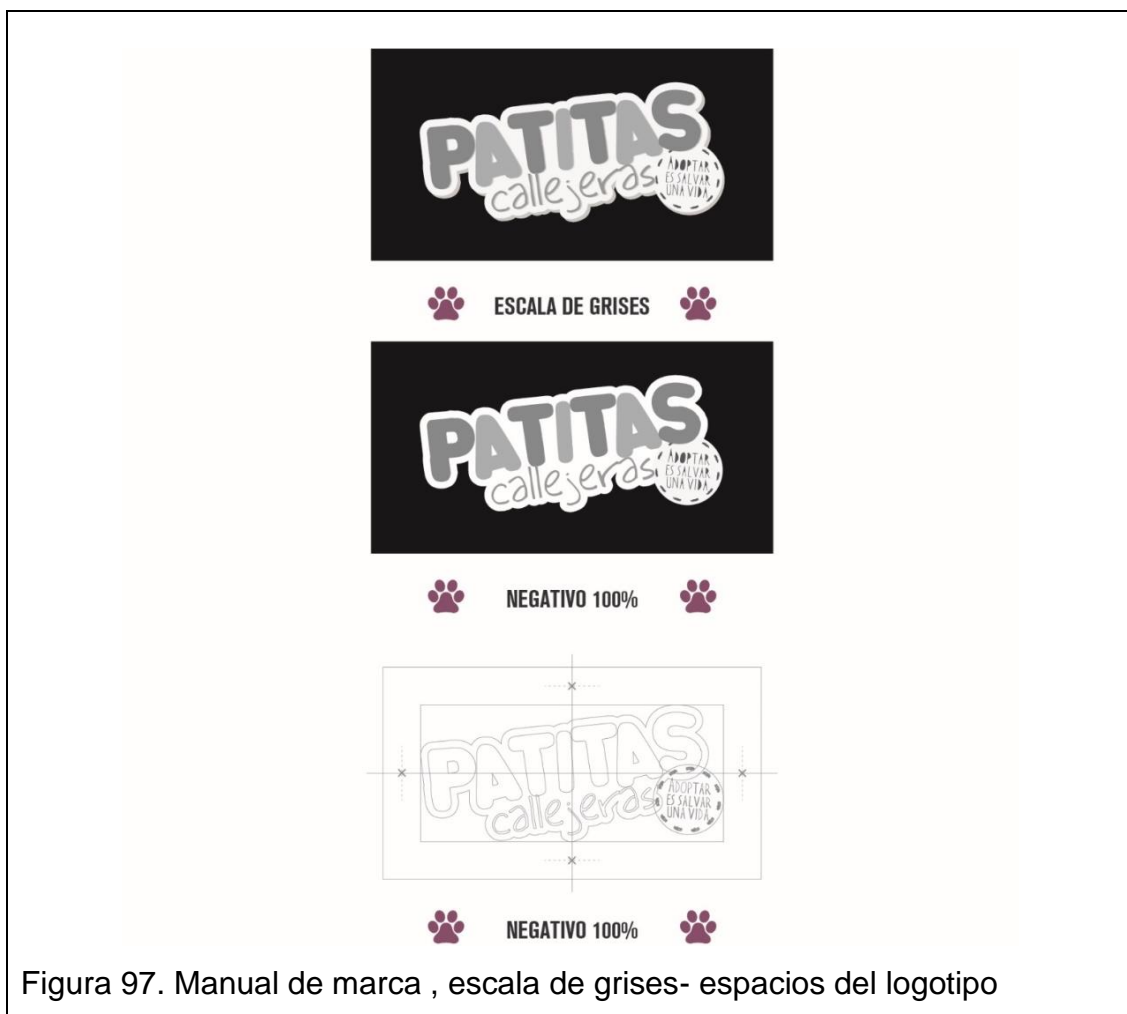 PATITAS
callejeras
ADOPTAR
ES SALVAR
UNA VIDA
ESCALA DE GRISES
PATITAS
callejeras
ADOPTAR
ES SALVAR
UNA VIDA
NEGATIVO 100%
x
x
x
PATITAS
callejeras
ADOPTAR
ES SALVAR
UNA VIDA
x
NEGATIVO 100%
Figura 97. Manual de marca , escala de grises- espacios del logotipo